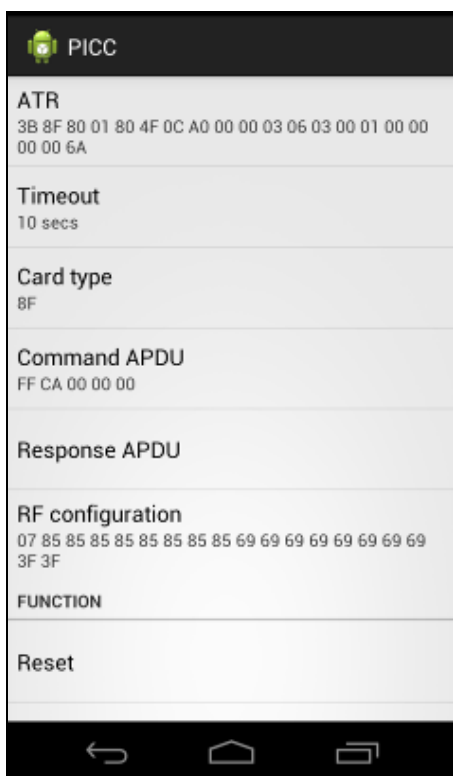 PICC
ATR
3B 8F 80 01 80 4F 0C A0 00 00 03 06 03 00 01 00 00
00 00 6A
Timeout
10 secs
Card type
8F
Command APDU
FF CA 00 00 00
Response APDU
RF configuration
07 85 85 85 85 85 85 85 85 69 69 69 69 69 69 69 69
3F 3F
FUNCTION
Reset